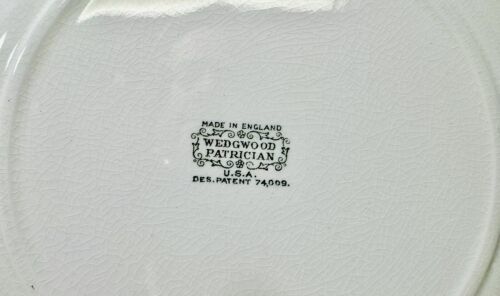 MADE IN ENGLAND
WEDGWOOD
PATRICIAN
U.S.A.
DES. PATENT 74,009.